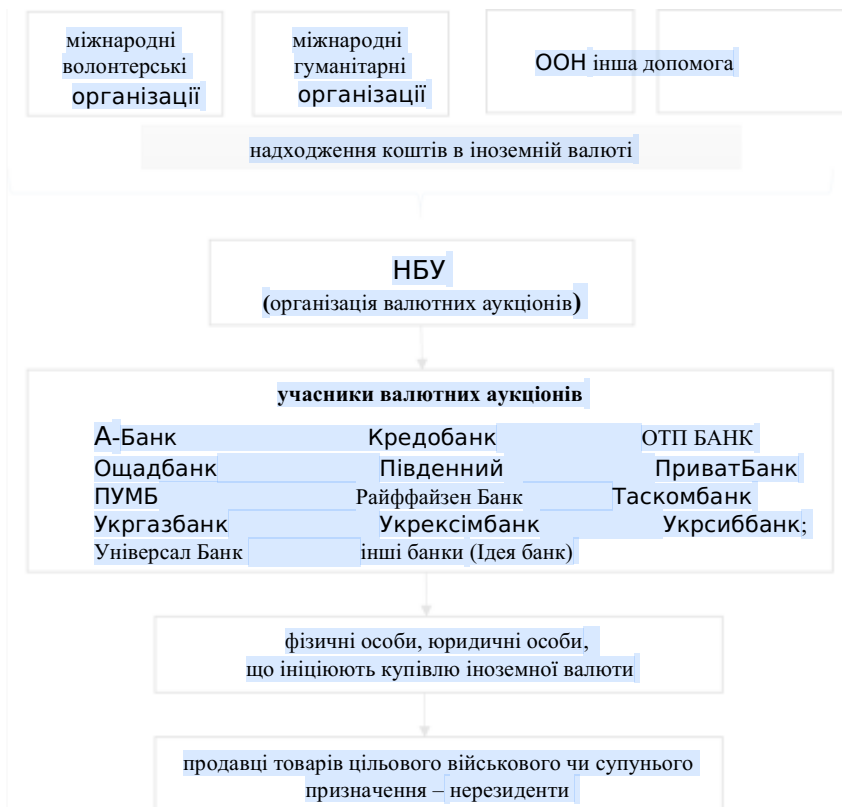 міжнародні
волонтерські
організації
міжнародні
гуманітарні
організації
ООН інша допомога
надходження коштів в іноземній валюті
НБУ
(організація валютних аукціонів)
учасники валютних аукціонів
А-Банк Кредобанк ОТП БАНК
Ощадбанк Південний ПриватБанк
ПУМБ Райффайзен Банк Таскомбанк
Укргазбанк Укрексімбанк Укрсиббанк;
Універсал Банк інші банки (Ідея банк)
фізичні особи, юридичні особи,
що ініціюють купівлю іноземної валюти
продавці товарів цільового військового чи супунього
призначення – нерезиденти